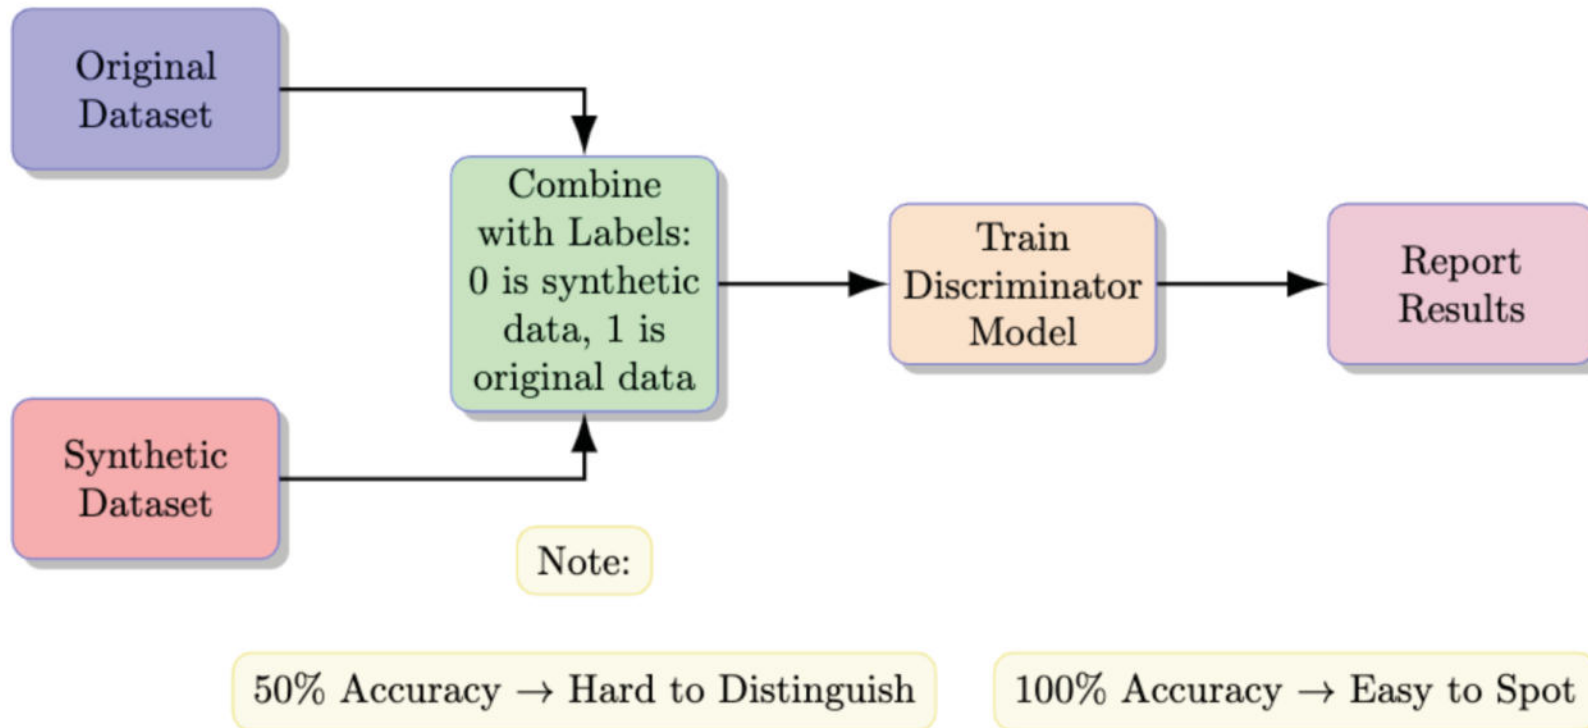 Original
Dataset
Combine
with Labels:
0 is synthetic
data, 1 is
original data
Train
Discriminator
Model
Report
Results
Synthetic
Dataset
Note:
50% Accuracy → Hard to Distinguish
100% Accuracy → Easy to Spot